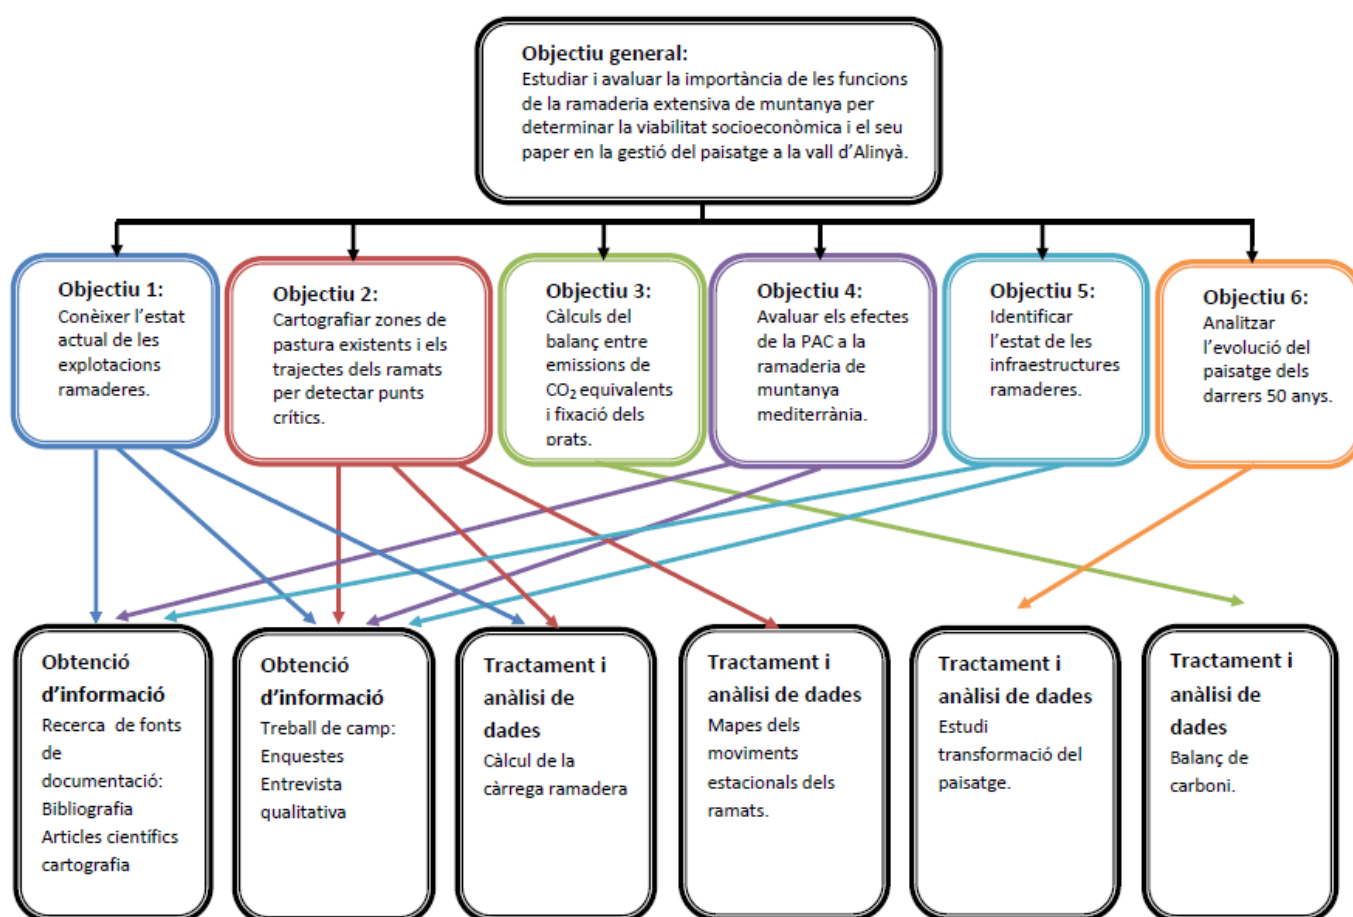 Objectiu general:
Estudiar i avaluar la importància de les funcions
de la ramaderia extensiva de muntanya per
determinar la viabilitat socioeconòmica i el seu
paper en la gestió del paisatge a la vall d'Alinyà.
Objectiu 1:
Conèixer l'estat
actual de les
explotacions
ramaderes.
Objectiu 2:
Cartografiar zones de
pastura existents i els
trajectes dels ramats
per detectar punts
crítics.
Objectiu 3:
Càlculs del
balanç entre
emissions de
CO₂ equivalents
i fixació dels
prats.
Objectiu 4:
Avaluar els efectes
de la PAC a la
ramaderia de
muntanya
mediterrània.
Objectiu 5:
Identificar
l'estat de les
infraestructures
ramaderes.
Objectiu 6:
Analitzar
l'evolució del
paisatge dels
darrers 50 anys.
Obtenció
d'informació
Recerca de fonts
de
documentació:
Bibliografia
Articles científics
cartografia
Obtenció
d'informació
Treball de camp:
Enquestes
Entrevista
qualitativa
Tractament i
anàlisi de
dades
Càlcul de la
càrrega ramadera
Tractament i
anàlisi de dades
Mapes dels
moviments
estacionals dels
ramats.
Tractament i
anàlisi de dades
Estudi
transformació del
paisatge.
Tractament i
anàlisi de
dades
Balanç de
carboni.